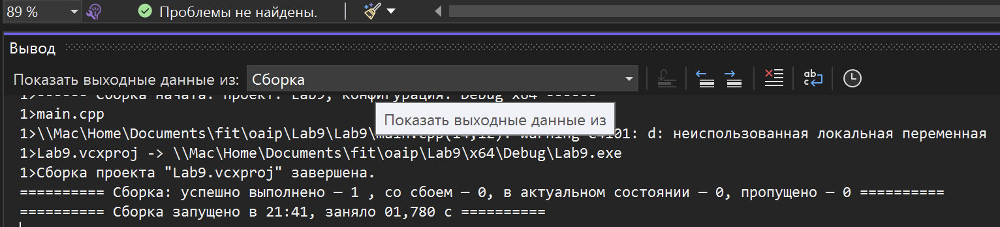 89 %
Проблемы не найдены.
Вывод
Показать выходные данные из: Сборка
1>------ Сборка начата: проект: Lab9, Конфигурация: Debug x64 ------
1>main.cpp
Показать выходные данные из
1>\\Mac\Home\Documents\fit\oaip\Lab9\Lab9\main.cpp(14,12): warning C4101: d: неиспользованная локальная переменная
1>Lab9.vcxproj -> \\Mac\Home\Documents\fit\oaip\Lab9\x64\Debug\Lab9.exe
1>Сборка проекта "Lab9.vcxproj" завершена.
========== Сборка: успешно выполнено — 1 , со сбоем — 0, в актуальном состоянии — 0, пропущено — 0 ==========
========== Сборка запущено в 21:41, заняло 01,780 с ==========